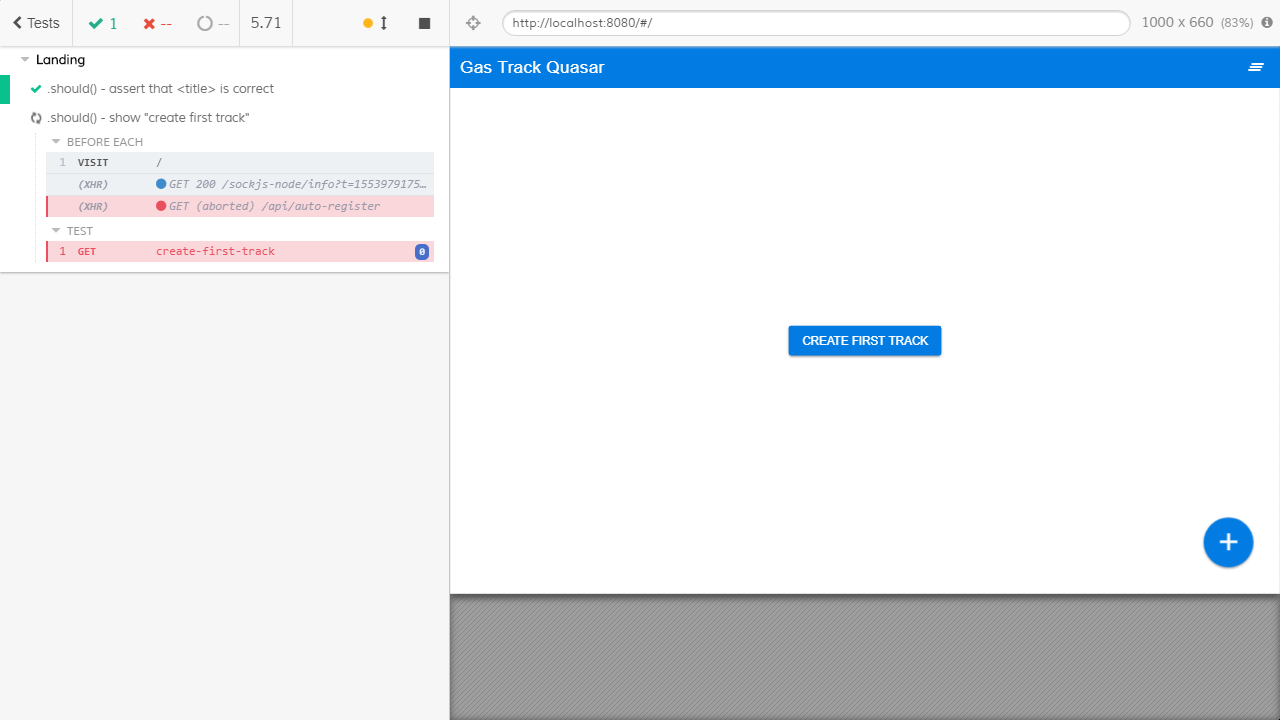 Tests 1 -- -- 5.71
http://localhost:8080/#/ 1000 x 660 (83%)
Landing
.should() - assert that <title> is correct
.should() - show "create first track"
BEFORE EACH
1 VISIT /
(XHR) GET 200 /sockjs-node/info?t=1553979175…
(XHR) GET (aborted) /api/auto-register
TEST
1 GET create-first-track 0
Gas Track Quasar
CREATE FIRST TRACK